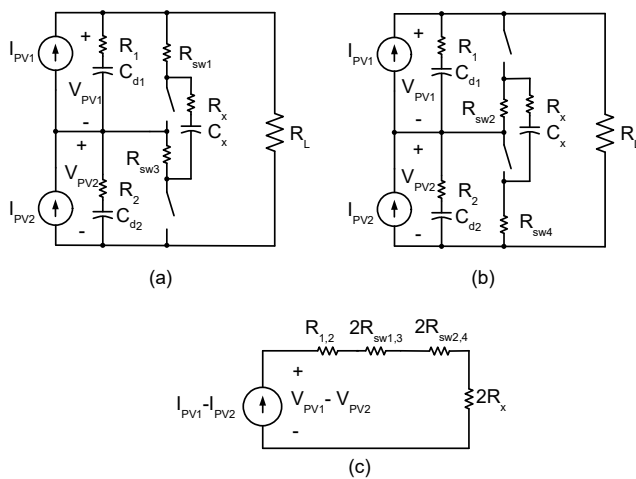 I_PV1
+
R_1
C_d1
V_PV1
-
R_sw1
R_x
C_x
R_L
+
R_sw3
V_PV2
R_2
C_d2
I_PV2
-
(a)
I_PV1
+
R_1
C_d1
V_PV1
-
R_sw2
R_x
C_x
R_L
+
V_PV2
R_2
C_d2
I_PV2
-
R_sw4
(b)
R_1,2
2R_sw1,3
2R_sw2,4
+
I_PV1-I_PV2
V_PV1- V_PV2
2R_x
-
(c)